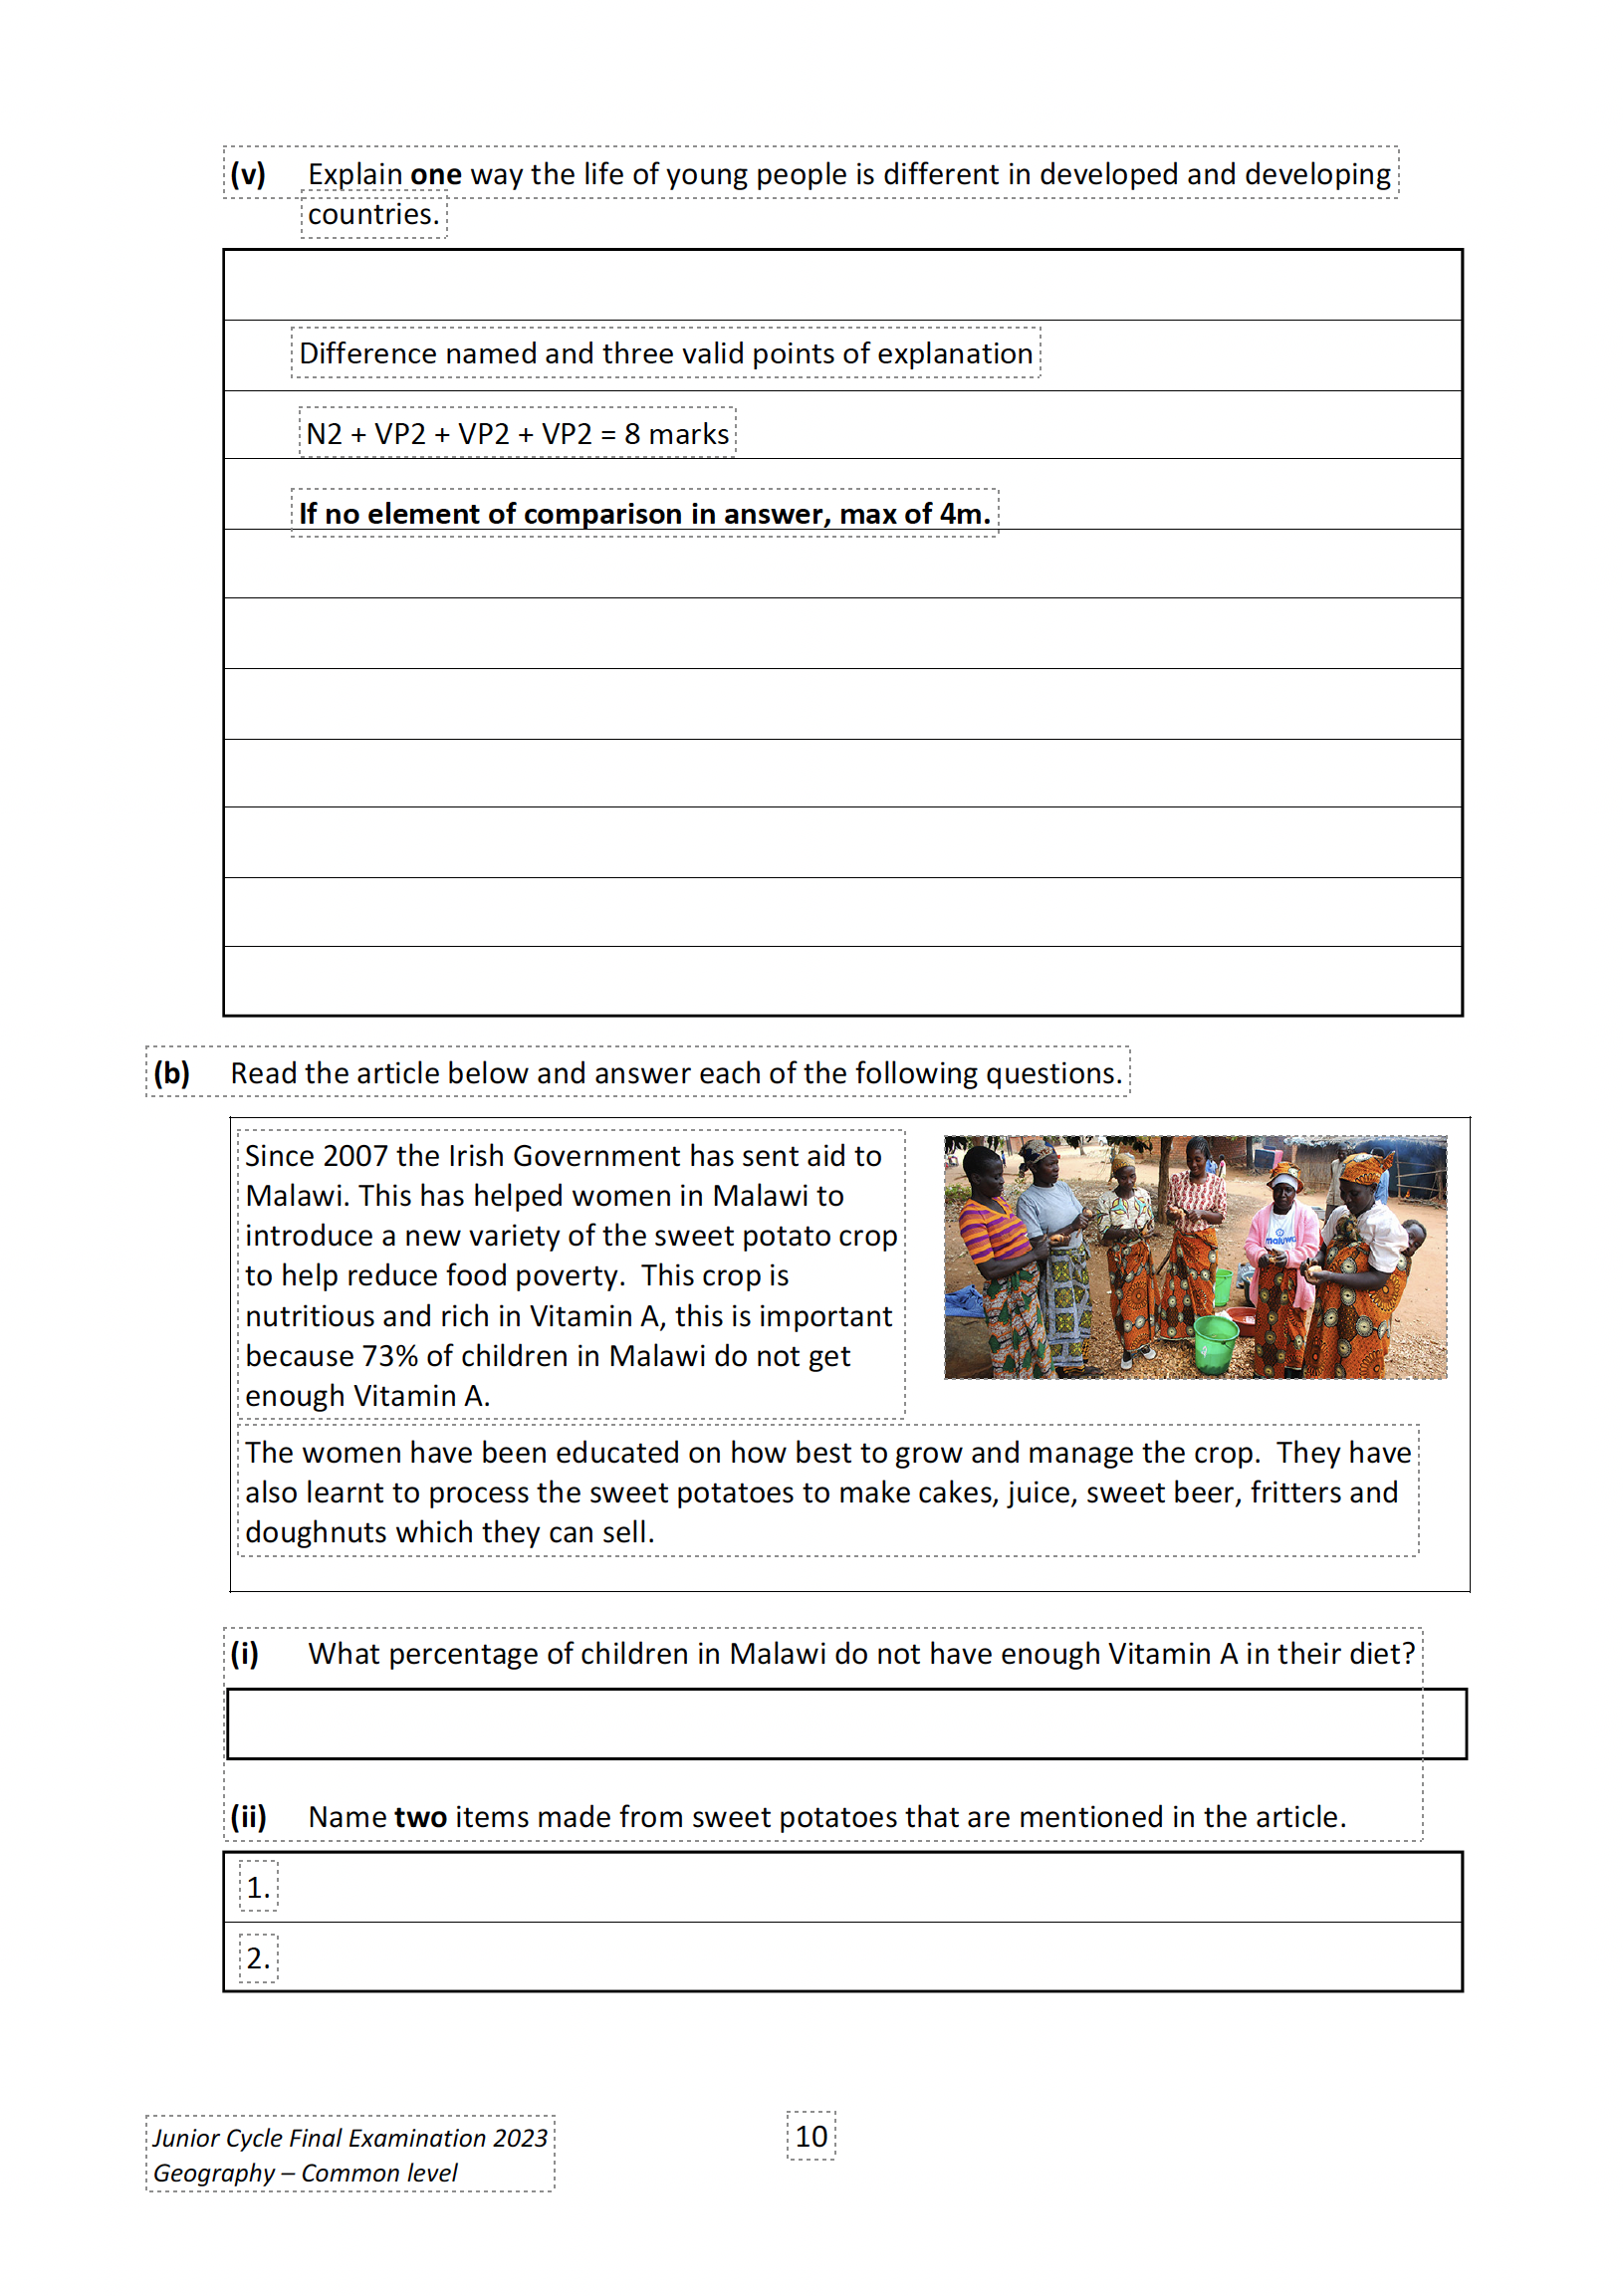 (v) Explain one way the life of young people is different in developed and developing
countries.
Difference named and three valid points of explanation
N2 + VP2 + VP2 + VP2 = 8 marks
If no element of comparison in answer, max of 4m.
(b) Read the article below and answer each of the following questions.
Since 2007 the Irish Government has sent aid to
Malawi. This has helped women in Malawi to
introduce a new variety of the sweet potato crop
to help reduce food poverty.  This crop is
nutritious and rich in Vitamin A, this is important
because 73% of children in Malawi do not get
enough Vitamin A.
The women have been educated on how best to grow and manage the crop.  They have
also learnt to process the sweet potatoes to make cakes, juice, sweet beer, fritters and
doughnuts which they can sell.
(i) What percentage of children in Malawi do not have enough Vitamin A in their diet?
(ii) Name two items made from sweet potatoes that are mentioned in the article.
1.
2.
Junior Cycle Final Examination 2023
Geography – Common level
10